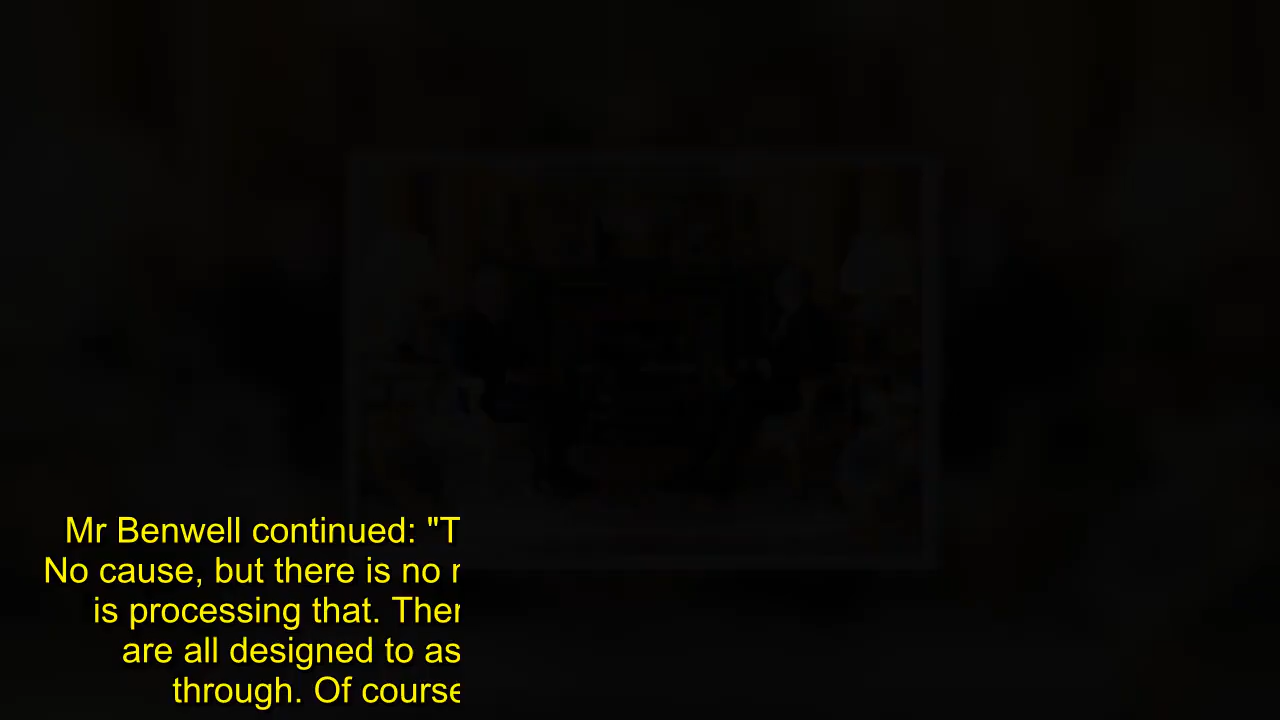 Mr Benwell continued: "T
No cause, but there is no
is processing that. Ther
are all designed to as
through. Of course